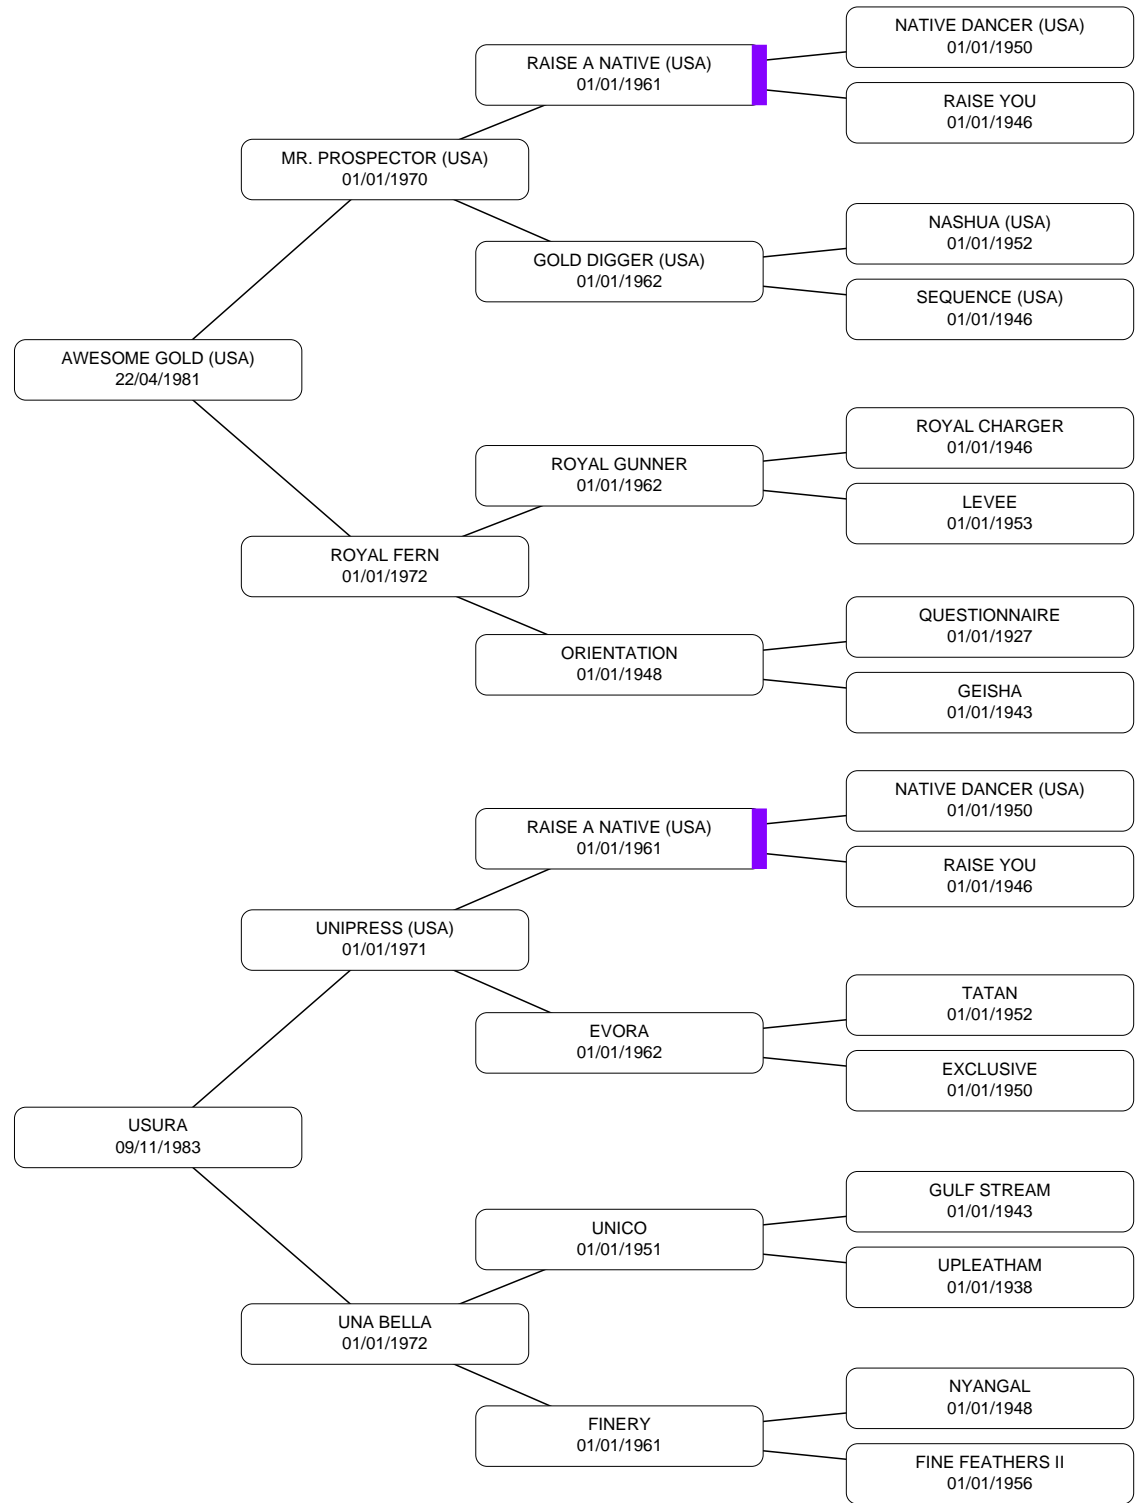 NATIVE DANCER (USA)
01/01/1950
RAISE A NATIVE (USA)
01/01/1961
RAISE YOU
01/01/1946
MR. PROSPECTOR (USA)
01/01/1970
NASHUA (USA)
01/01/1952
GOLD DIGGER (USA)
01/01/1962
SEQUENCE (USA)
01/01/1946
AWESOME GOLD (USA)
22/04/1981
ROYAL CHARGER
01/01/1946
ROYAL GUNNER
01/01/1962
LEVEE
01/01/1953
ROYAL FERN
01/01/1972
QUESTIONNAIRE
01/01/1927
ORIENTATION
01/01/1948
GEISHA
01/01/1943
NATIVE DANCER (USA)
01/01/1950
RAISE A NATIVE (USA)
01/01/1961
RAISE YOU
01/01/1946
UNIPRESS (USA)
01/01/1971
TATAN
01/01/1952
EVORA
01/01/1962
EXCLUSIVE
01/01/1950
USURA
09/11/1983
GULF STREAM
01/01/1943
UNICO
01/01/1951
UPLEATHAM
01/01/1938
UNA BELLA
01/01/1972
NYANGAL
01/01/1948
FINERY
01/01/1961
FINE FEATHERS II
01/01/1956